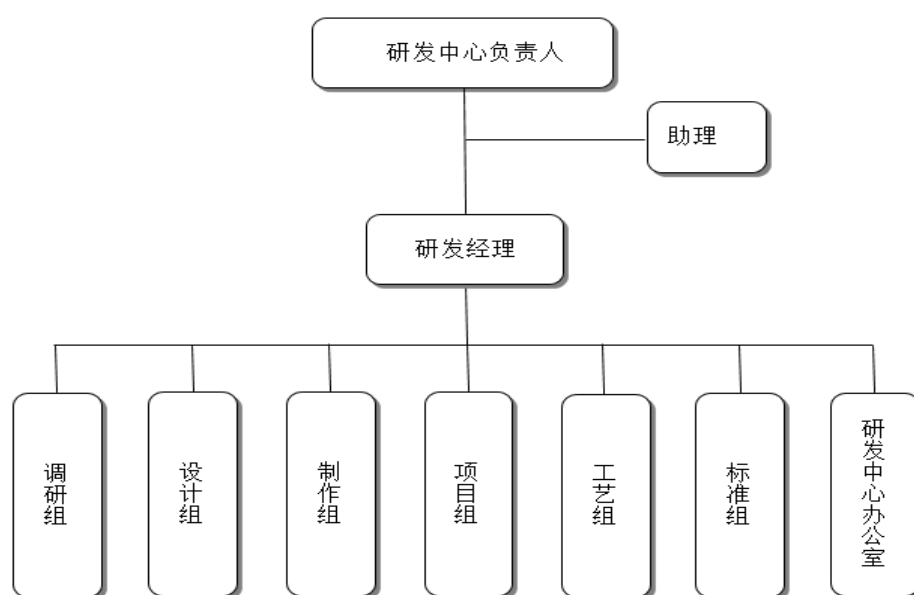 研发中心负责人
助理
研发经理
调研组
设计组
制作组
项目组
工艺组
标准组
研发中心办公室